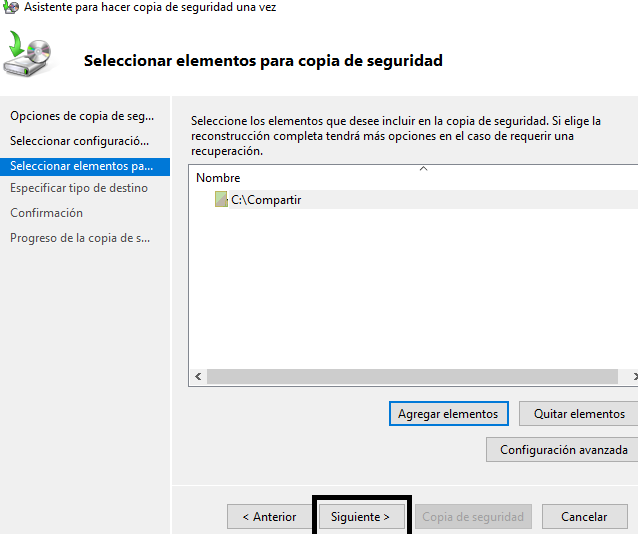 Asistente para hacer copia de seguridad una vez
Seleccionar elementos para copia de seguridad
Opciones de copia de seg...
Seleccionar configuració...
Seleccionar elementos pa...
Especificar tipo de destino
Confirmación
Progreso de la copia de s...
Seleccione los elementos que desee incluir en la copia de seguridad. Si elige la
reconstrucción completa tendrá más opciones en el caso de requerir una
recuperación.
Nombre
C:\Compartir
Agregar elementos
Quitar elementos
Configuración avanzada
< Anterior
Siguiente >
Copia de seguridad
Cancelar